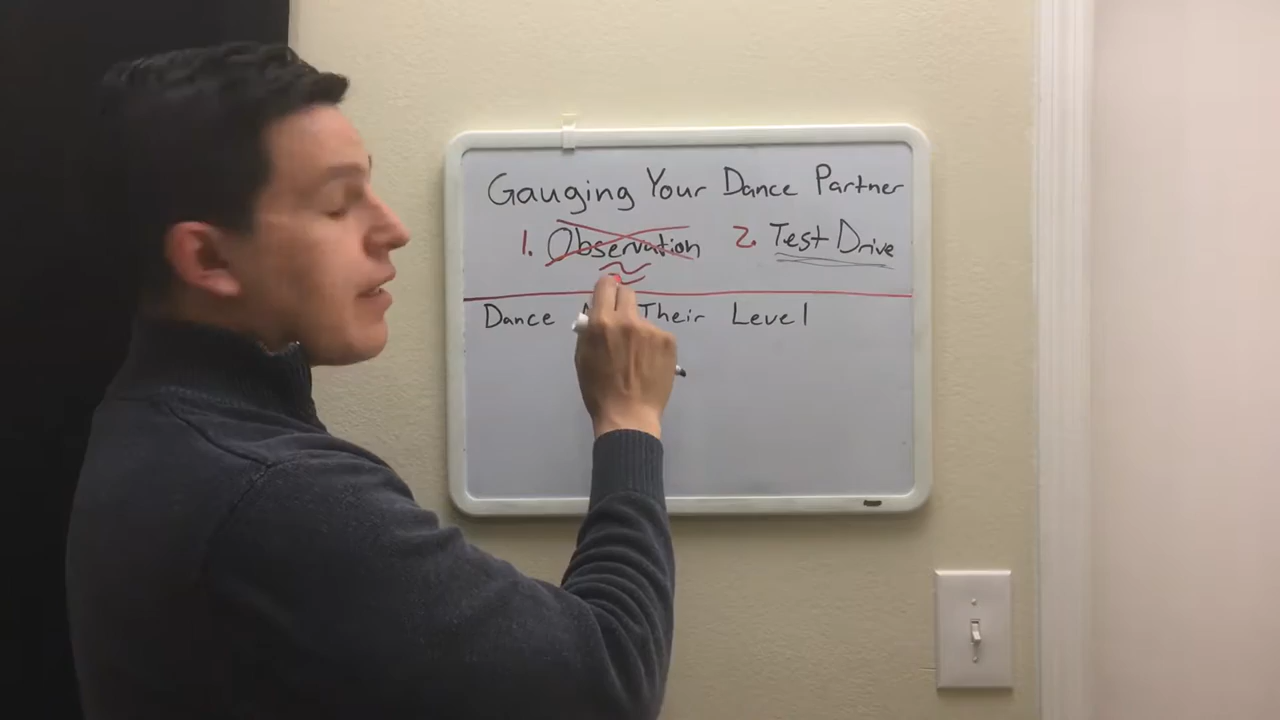 Gauging Your Dance Partner
1. Observation 2. Test Drive
Dance Their Level